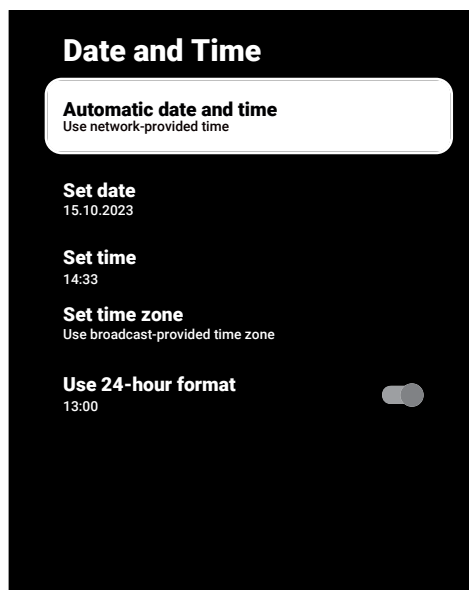 Date and Time
Automatic date and time
Use network-provided time
Set date
15.10.2023
Set time
14:33
Set time zone
Use broadcast-provided time zone
Use 24-hour format
13:00